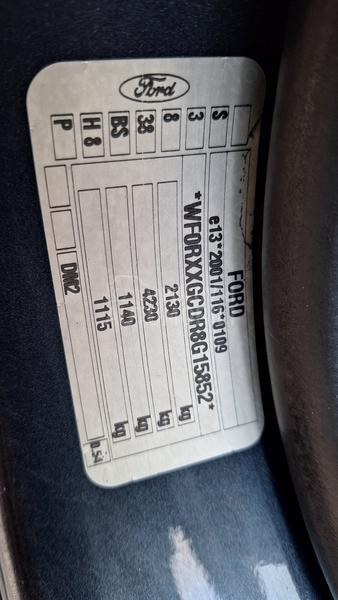 Ford
FORD
e13*2001/116*0109
*WF0RXXGCDR8G15852*
S
3
2130 kg
8
4230 kg
38
1140 kg
BS
1115 kg
H 8
DM2
P